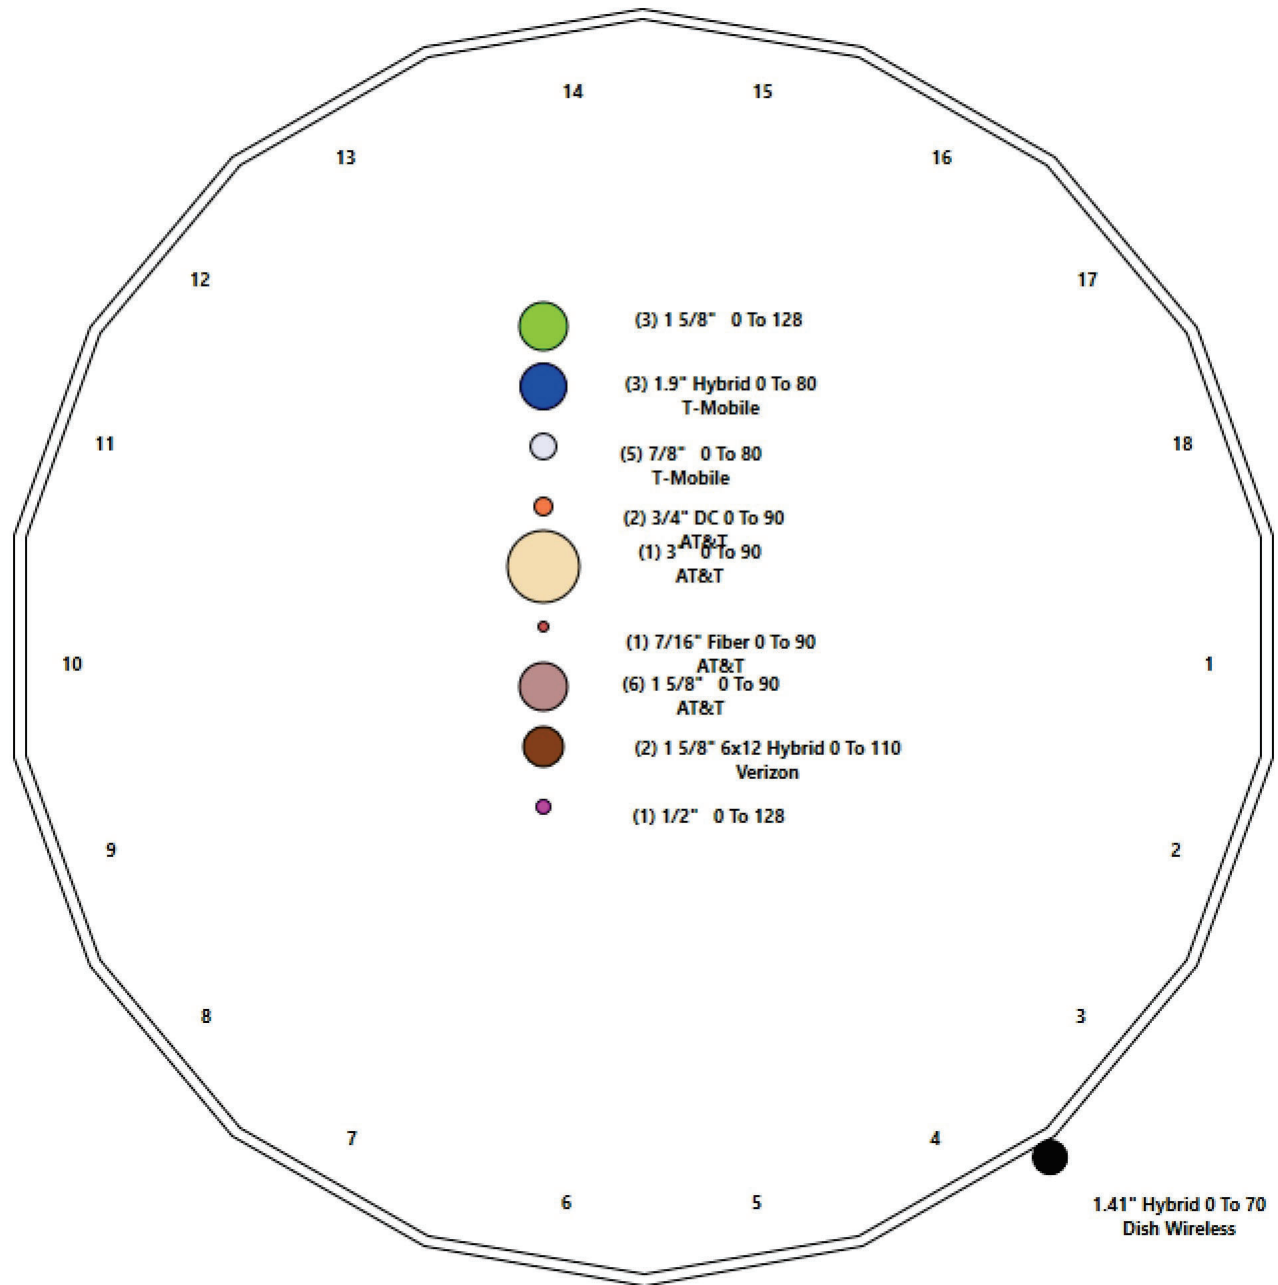 14
15
13
16
12
17
(3) 1 5/8" 0 To 128
(3) 1.9" Hybrid 0 To 80
T-Mobile
11
18
(5) 7/8" 0 To 80
T-Mobile
(2) 3/4" DC 0 To 90
AT&T
(1) 3" 0 To 90
AT&T
(1) 7/16" Fiber 0 To 90
AT&T
10
1
(6) 1 5/8" 0 To 90
AT&T
(2) 1 5/8" 6x12 Hybrid 0 To 110
Verizon
(1) 1/2" 0 To 128
9
2
8
3
7
4
6
5
1.41" Hybrid 0 To 70
Dish Wireless